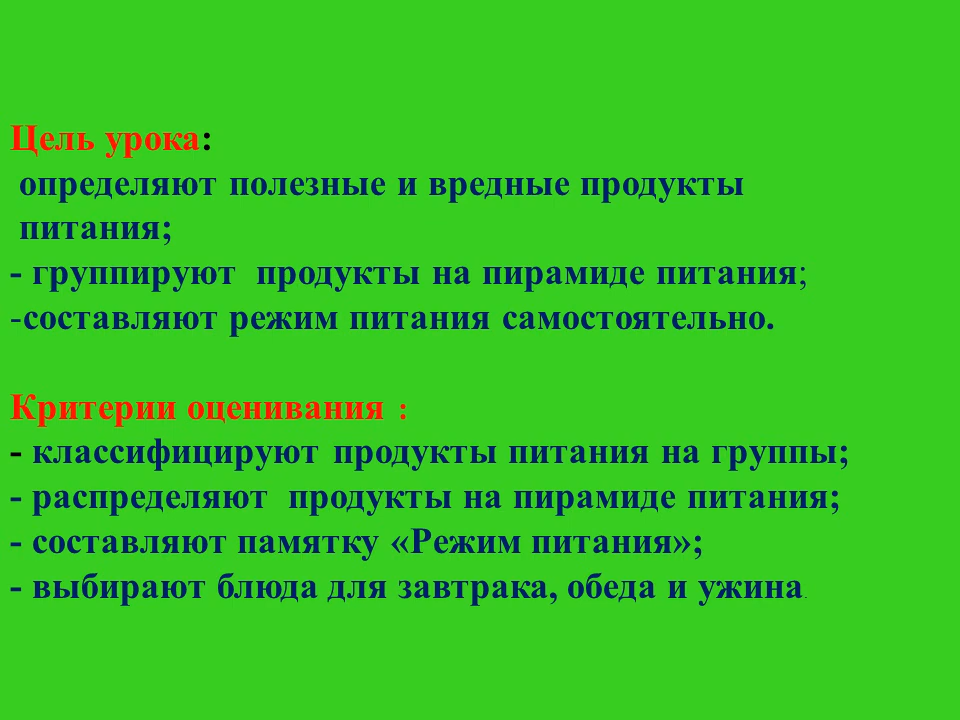 Цель урока:
определяют полезные и вредные продукты
питания;
- группируют продукты на пирамиде питания;
-составляют режим питания самостоятельно.
Критерии оценивания :
- классифицируют продукты питания на группы;
- распределяют продукты на пирамиде питания;
- составляют памятку «Режим питания»;
- выбирают блюда для завтрака, обеда и ужина.